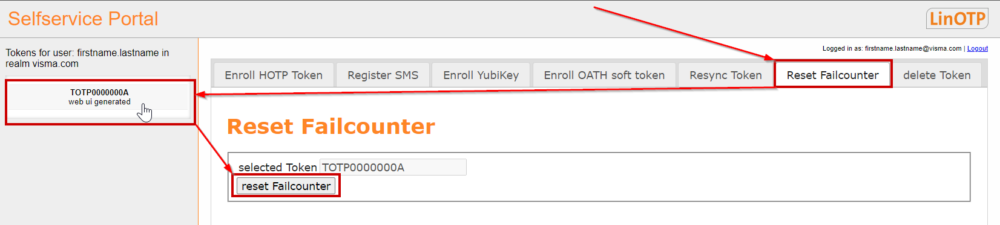 Selfservice Portal
LinOTP
Logged in as: firstname.lastname@visma.com | Logout
Tokens for user: firstname.lastname in
realm visma.com
TOTP0000000A
web ui generated
Enroll HOTP Token
Register SMS
Enroll YubiKey
Enroll OATH soft token
Resync Token
Reset Failcounter
delete Token
Reset Failcounter
selected Token TOTP0000000A
reset Failcounter